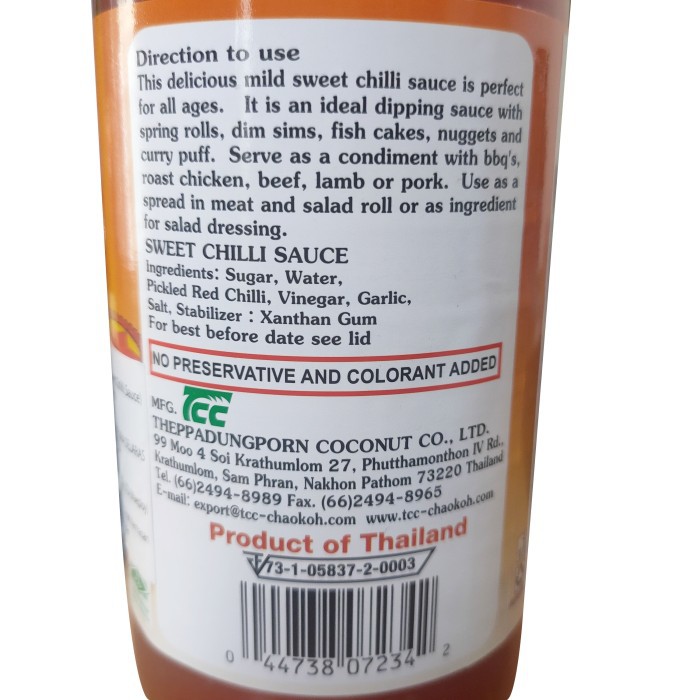 Direction to use
This delicious mild sweet chilli sauce is perfect
for all ages. It is an ideal dipping sauce with
spring rolls, dim sims, fish cakes, nuggets and
curry puff. Serve as a condiment with bbq's,
roast chicken, beef, lamb or pork. Use as a
spread in meat and salad roll or as ingredient
for salad dressing.
SWEET CHILLI SAUCE
Ingredients: Sugar, Water,
Pickled Red Chilli, Vinegar, Garlic,
Salt, Stabilizer : Xanthan Gum
For best before date see lid
NO PRESERVATIVE AND COLORANT ADDED
MFG. TCC
THEPPADUNGPORN COCONUT CO., LTD.
99 Moo 4 Soi Krathumlom 27, Phutthamonthon IV Rd.,
Krathumlom, Sam Phran, Nakhon Pathom 73220 Thailand
Tel. (66)2494-8989 Fax. (66)2494-8965
E-mail: export@tcc-chaokoh.com www.tcc-chaokoh.com
Product of Thailand
73-1-05837-2-0003
0 44738 07234 2